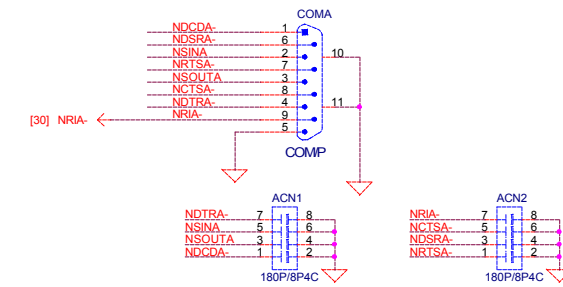 COMA
NDCDA- 1
NDSRA- 6
NSINA 2 10
NRTSA- 7
NSOUTA 3
NCTSA- 8
NDTRA- 4 11
[30] NRIA- NRIA- 9
5
COM/P
ACN1
NDTRA- 7 8
NSINA 5 6
NSOUTA 3 4
NDCDA- 1 2
180P/8P4C
ACN2
NRIA- 7 8
NCTSA- 5 6
NDSRA- 3 4
NRTSA- 1 2
180P/8P4C